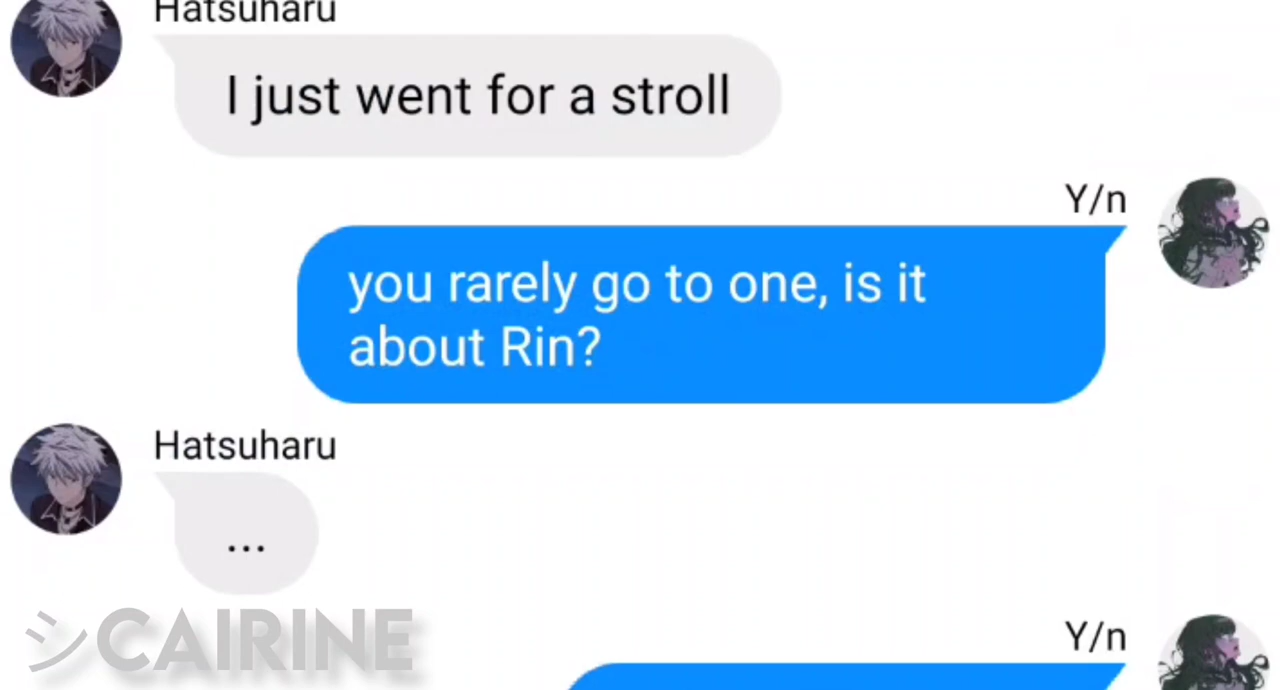 Hatsuharu
I just went for a stroll
Y/n
you rarely go to one, is it
about Rin?
Hatsuharu
...
シCAIRINE
Y/n